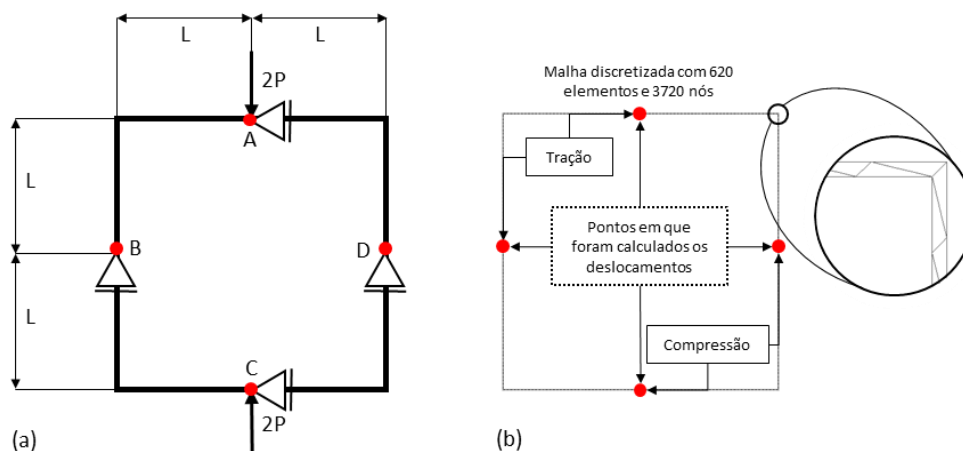 L
L
2P
A
L
B
D
L
C
2P
(a)
Malha discretizada com 620
elementos e 3720 nós
Tração
Pontos em que
foram calculados os
deslocamentos
Compressão
(b)